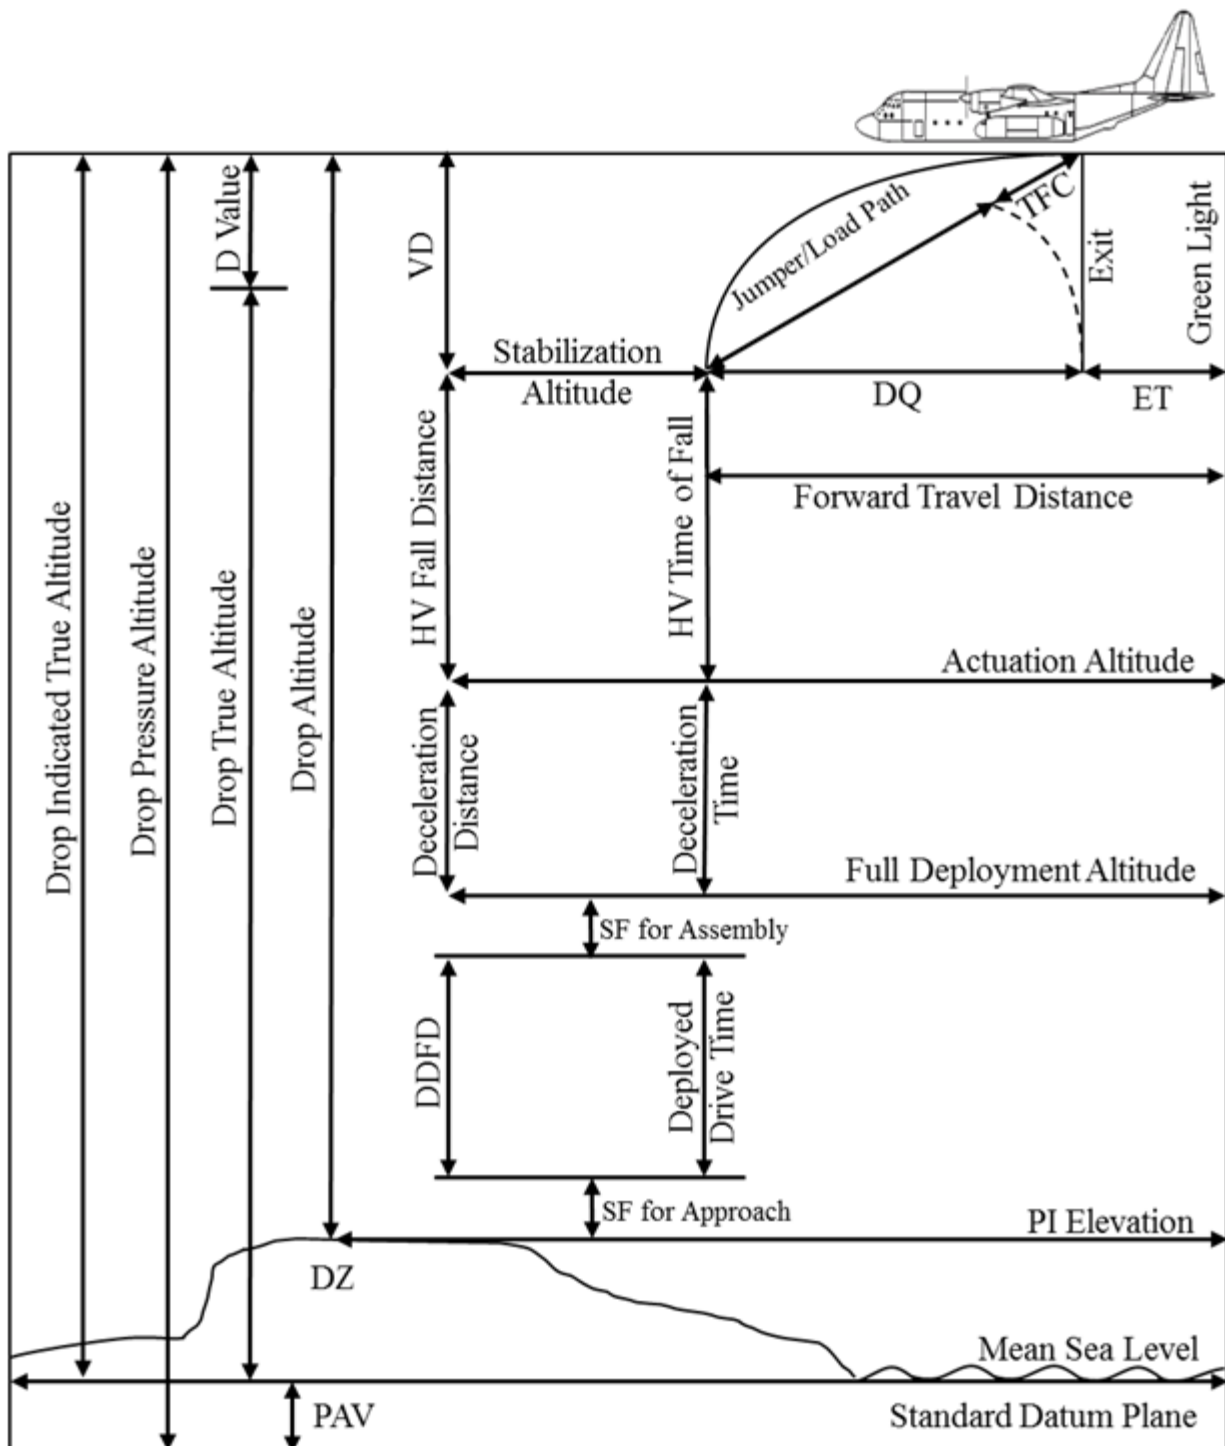 D Value
VD
Jumper/Load Path
TFC
Exit
Green Light
Stabilization
Altitude
DQ
ET
HV Fall Distance
HV Time of Fall
Forward Travel Distance
Drop Indicated True Altitude
Drop Pressure Altitude
Drop True Altitude
Drop Altitude
Actuation Altitude
Deceleration
Distance
Deceleration
Time
Full Deployment Altitude
SF for Assembly
DDFD
Deployed
Drive Time
SF for Approach
PI Elevation
DZ
Mean Sea Level
PAV
Standard Datum Plane